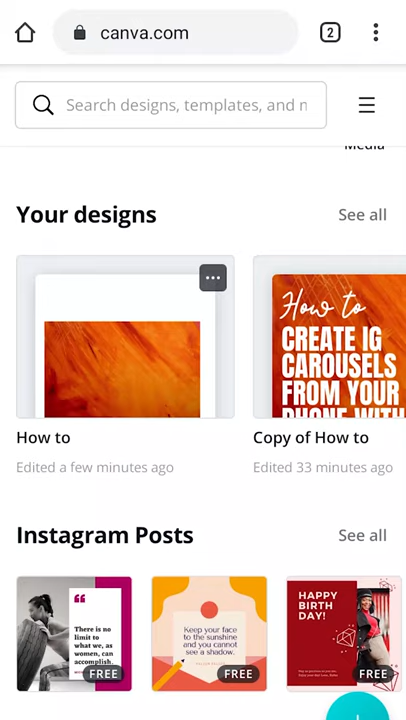 canva.com
2
Search designs, templates, and n
Media
Your designs
See all
How to
CREATE IG
CAROUSELS
FROM YOUR
PHONE WITH
How to
Copy of How to
Edited a few minutes ago
Edited 33 minutes ago
Instagram Posts
See all
There is no
limit to
what we, as
women, can
accomplish.
FREE
Keep your face
to the sunshine
and you cannot
see a shadow.
FREE
HAPPY
BIRTH
DAY!
FREE